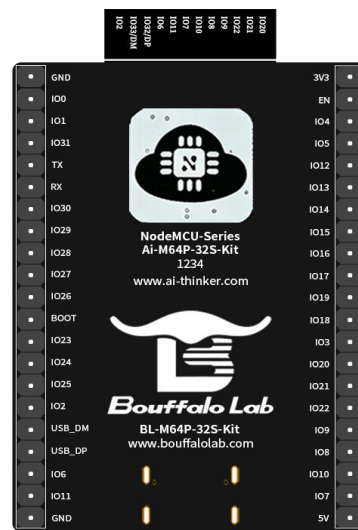 IO2
IO33/DM
IO32/DP
IO6
IO11
IO7
IO10
IO8
IO9
IO22
IO21
IO20
GND
IO0
IO1
IO31
TX
RX
IO30
IO29
IO28
IO27
IO26
BOOT
IO23
IO24
IO25
IO2
USB_DM
USB_DP
IO6
IO11
GND
NodeMCU-Series
Ai-M64P-32S-Kit
1234
www.ai-thinker.com
Bouffalo Lab
BL-M64P-32S-Kit
www.bouffalolab.com
3V3
EN
IO4
IO5
IO12
IO13
IO14
IO15
IO16
IO17
IO19
IO18
IO3
IO20
IO21
IO22
IO9
IO8
IO10
IO7
5V